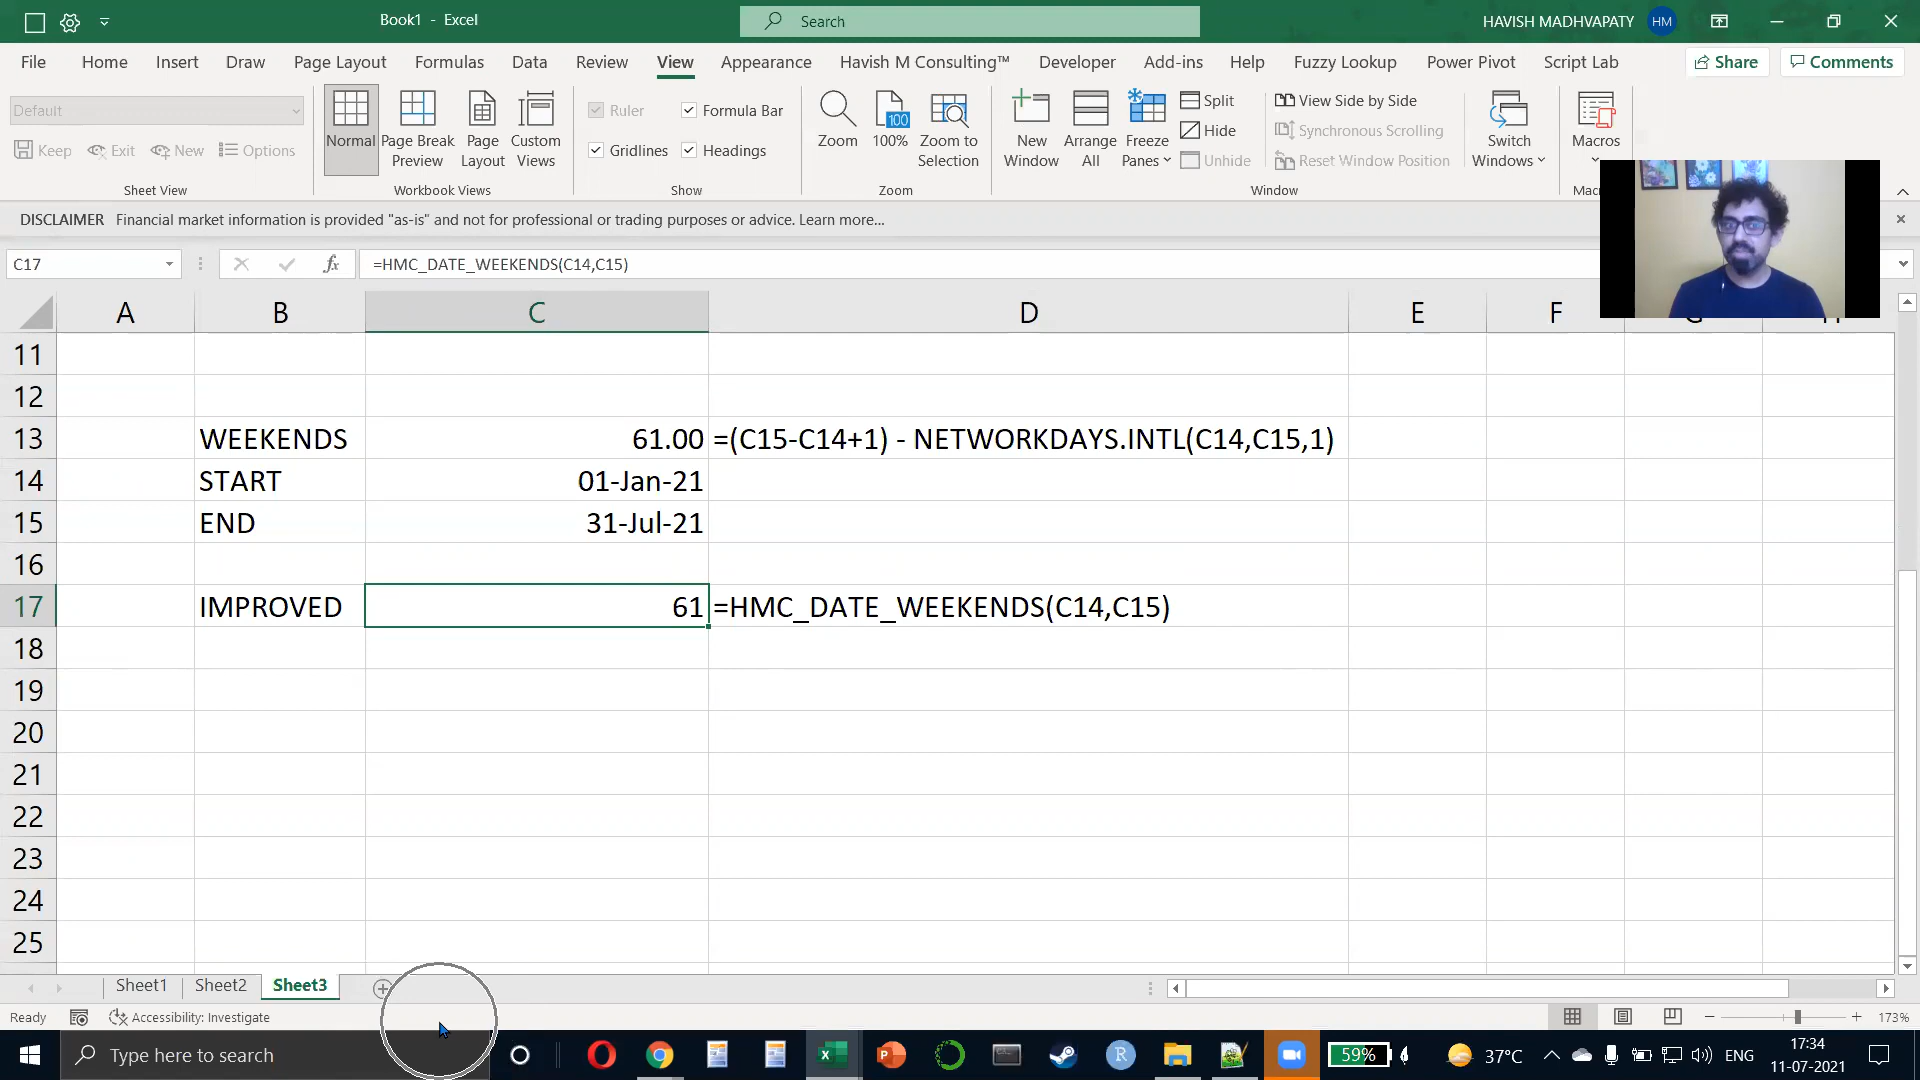 Book1 - Excel
Search
HAVISH MADHVAPATY HM
File Home Insert Draw Page Layout Formulas Data Review View Appearance Havish M Consulting™ Developer Add-ins Help Fuzzy Lookup Power Pivot Script Lab Share Comments
Default
Keep Exit New Options
Sheet View
Normal
Page Break Preview
Page Layout
Custom Views
Workbook Views
Ruler Formula Bar
Gridlines Headings
Show
Zoom
100
100%
Zoom to Selection
Zoom
New Window
Arrange All
Freeze Panes
Split
Hide
Unhide
View Side by Side
Synchronous Scrolling
Reset Window Position
Window
Switch Windows
Macros
DISCLAIMER Financial market information is provided "as-is" and not for professional or trading purposes or advice. Learn more...
C17 fx =HMC_DATE_WEEKENDS(C14,C15)
A B C D E F
11
12
13 WEEKENDS 61.00 =(C15-C14+1) - NETWORKDAYS.INTL(C14,C15,1)
14 START 01-Jan-21
15 END 31-Jul-21
16
17 IMPROVED 61 =HMC_DATE_WEEKENDS(C14,C15)
18
19
20
21
22
23
24
25
Sheet1 Sheet2 Sheet3
Ready Accessibility: Investigate 173%
Type here to search
59% 37°C ENG
17:34
11-07-2021